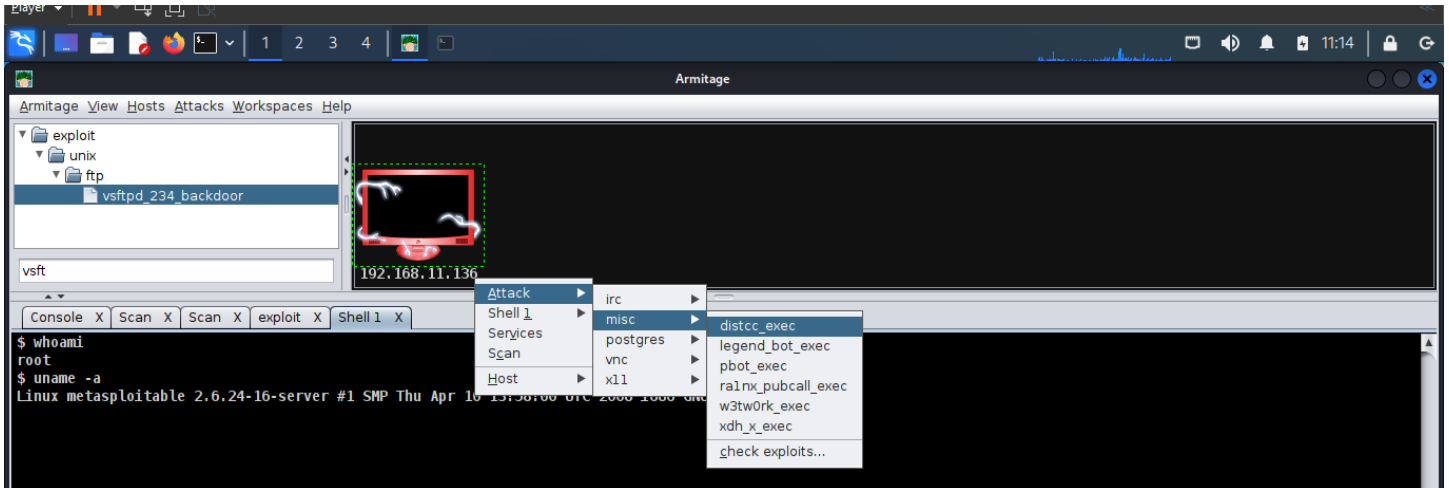 Player
1 2 3 4
11:14
Armitage
Armitage View Hosts Attacks Workspaces Help
exploit
unix
ftp
vsftpd_234_backdoor
vsft
192.168.11.136
Attack
Shell 1
Services
Scan
Host
irc
misc
postgres
vnc
x11
distcc_exec
legend_bot_exec
pbot_exec
ra1nx_pubcall_exec
w3tw0rk_exec
xdh_x_exec
check exploits...
Console X Scan X Scan X exploit X Shell 1 X
$ whoami
root
$ uname -a
Linux metasploitable 2.6.24-16-server #1 SMP Thu Apr